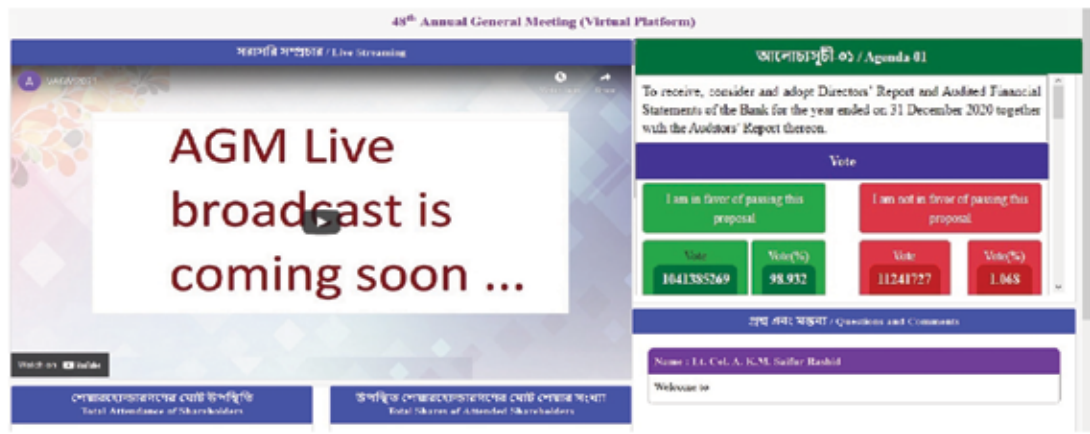 48th Annual General Meeting (Virtual Platform)
সরাসরি সম্প্রচার / Live Streaming
A
AGM Live
broadcast is
coming soon ...
Watch on YouTube
শেয়ারহোল্ডারগণের মোট উপস্থিতি
Total Attendance of Shareholders
উপস্থিত শেয়ারহোল্ডারগণের মোট শেয়ার সংখ্যা
Total Shares of Attended Shareholders
আলোচ্যসূচী-০১ / Agenda-01
To receive, consider and adopt Directors' Report and Audited Financial
Statements of the Bank for the year ended on 31 December 2020 together
with the Auditors' Report thereon.
Vote
I am in favor of passing this
proposal
I am not in favor of passing this
proposal
Vote
Vote(%)
Vote
Vote(%)
1041385269
98.932
11241727
1.068
প্রশ্ন এবং মন্তব্য / Questions and Comments
Name : Lt. Col. A. K.M. Saifur Rashid
Welcome to